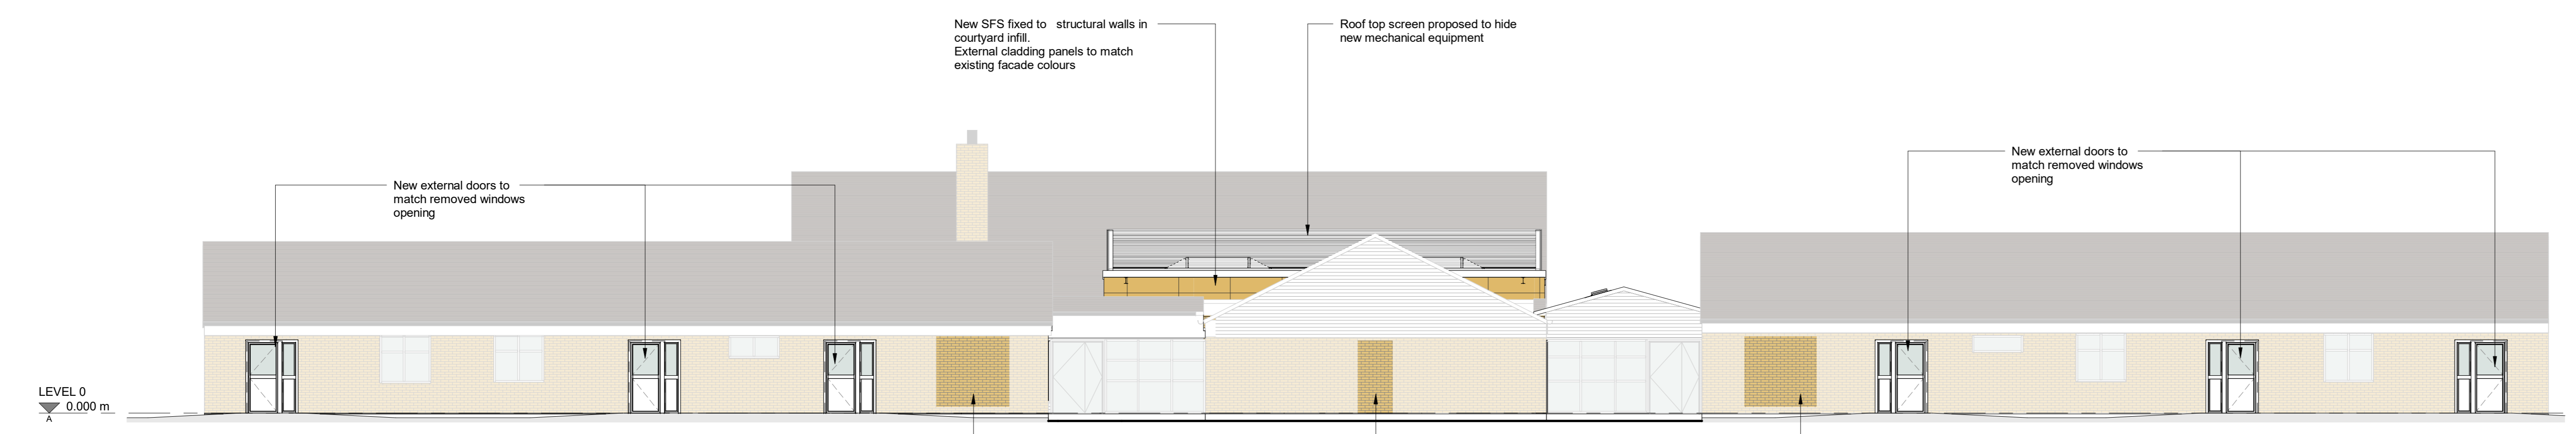 New SFS fixed to structural walls in
courtyard infill.
External cladding panels to match
existing facade colours
Roof top screen proposed to hide
new mechanical equipment
New external doors to
match removed windows
opening
New external doors to
match removed windows
opening
LEVEL 0
0.000 m
A